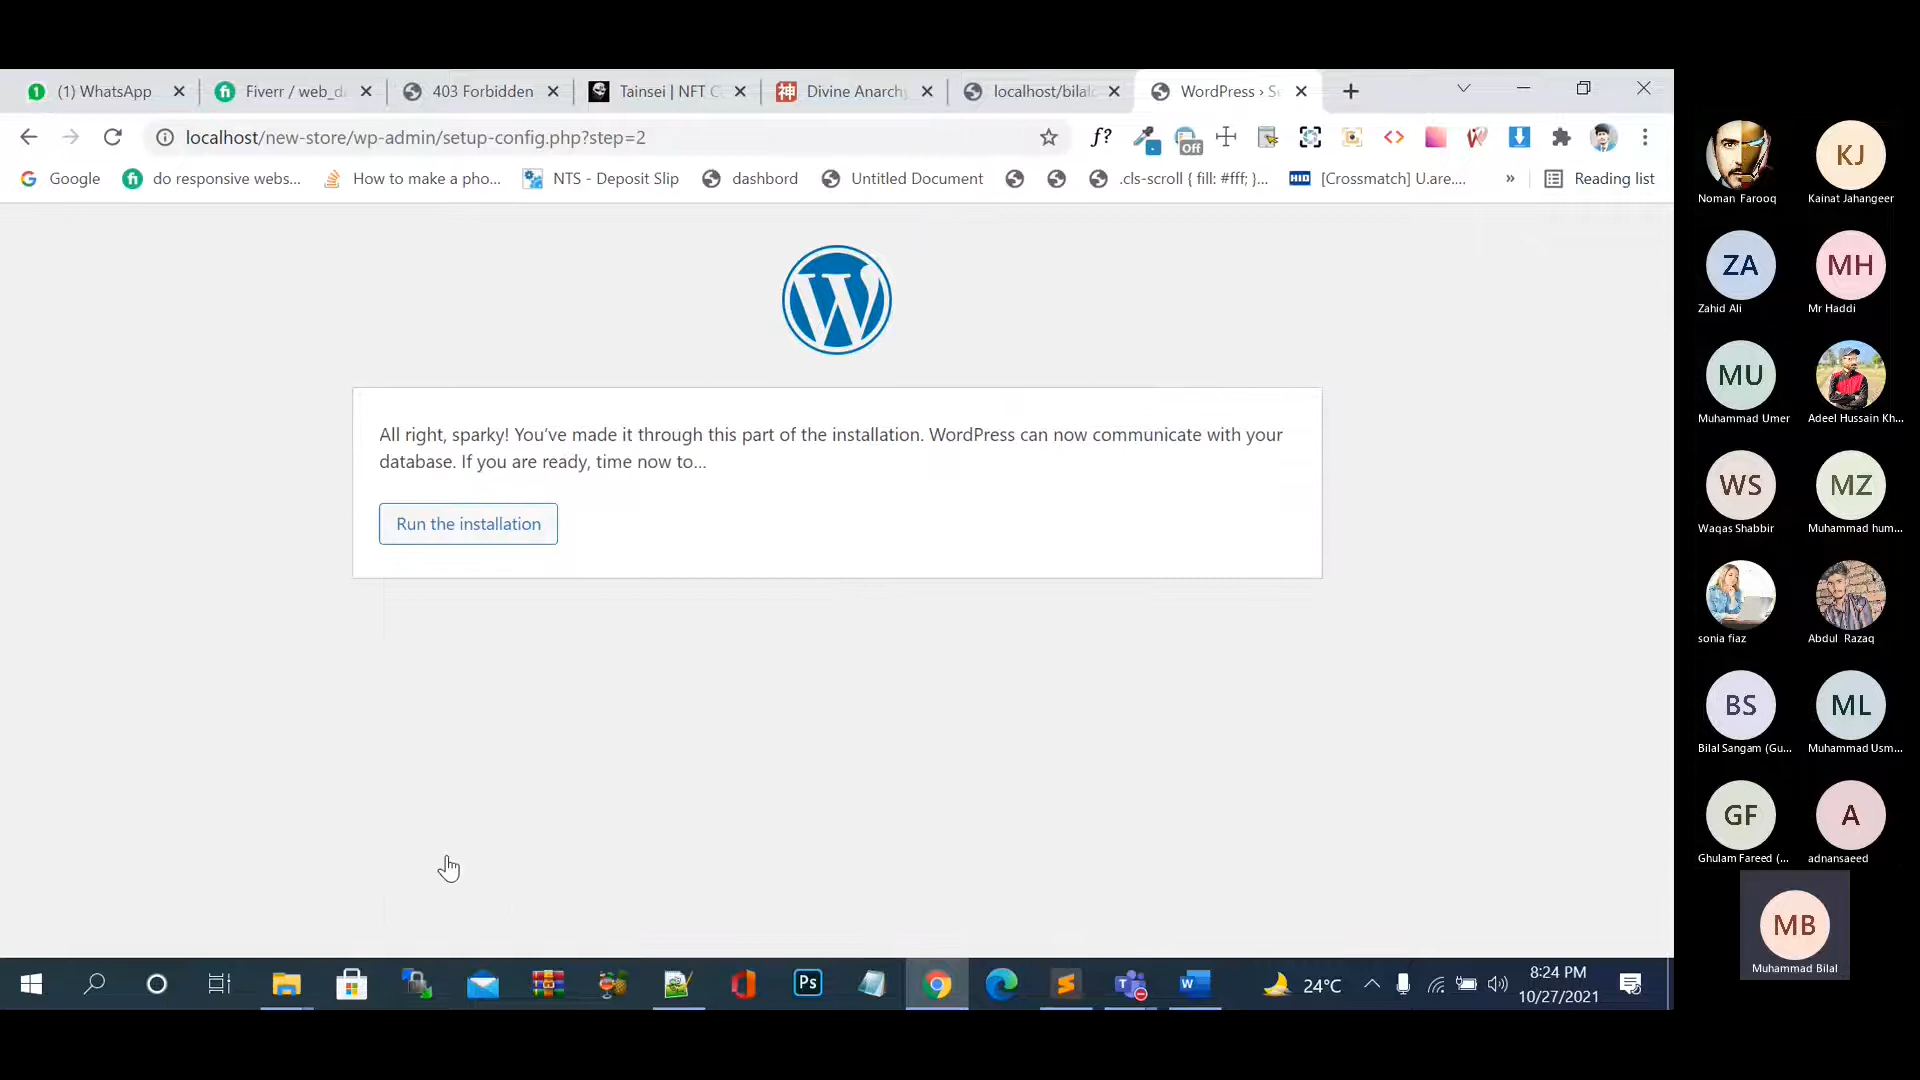 (1) WhatsApp
Fiverr / web_d
403 Forbidden
Tainsei | NFT C
Divine Anarchy
localhost/bilal
WordPress › S
localhost/new-store/wp-admin/setup-config.php?step=2
f?
Off
Google
do responsive webs...
How to make a pho...
NTS - Deposit Slip
dashbord
Untitled Document
.cls-scroll { fill: #fff; }...
HID
[Crossmatch] U.are....
»
Reading list
All right, sparky! You’ve made it through this part of the installation. WordPress can now communicate with your
database. If you are ready, time now to…
Run the installation
Noman Farooq
KJ
Kainat Jahangeer
ZA
Zahid Ali
MH
Mr Haddi
MU
Muhammad Umer
Adeel Hussain Kh...
WS
Waqas Shabbir
MZ
Muhammad hum...
sonia fiaz
Abdul Razaq
BS
Bilal Sangam (Gu...
ML
Muhammad Usm...
GF
Ghulam Fareed (...
A
adnansaeed
MB
Muhammad Bilal
Ps
24°C
8:24 PM
10/27/2021